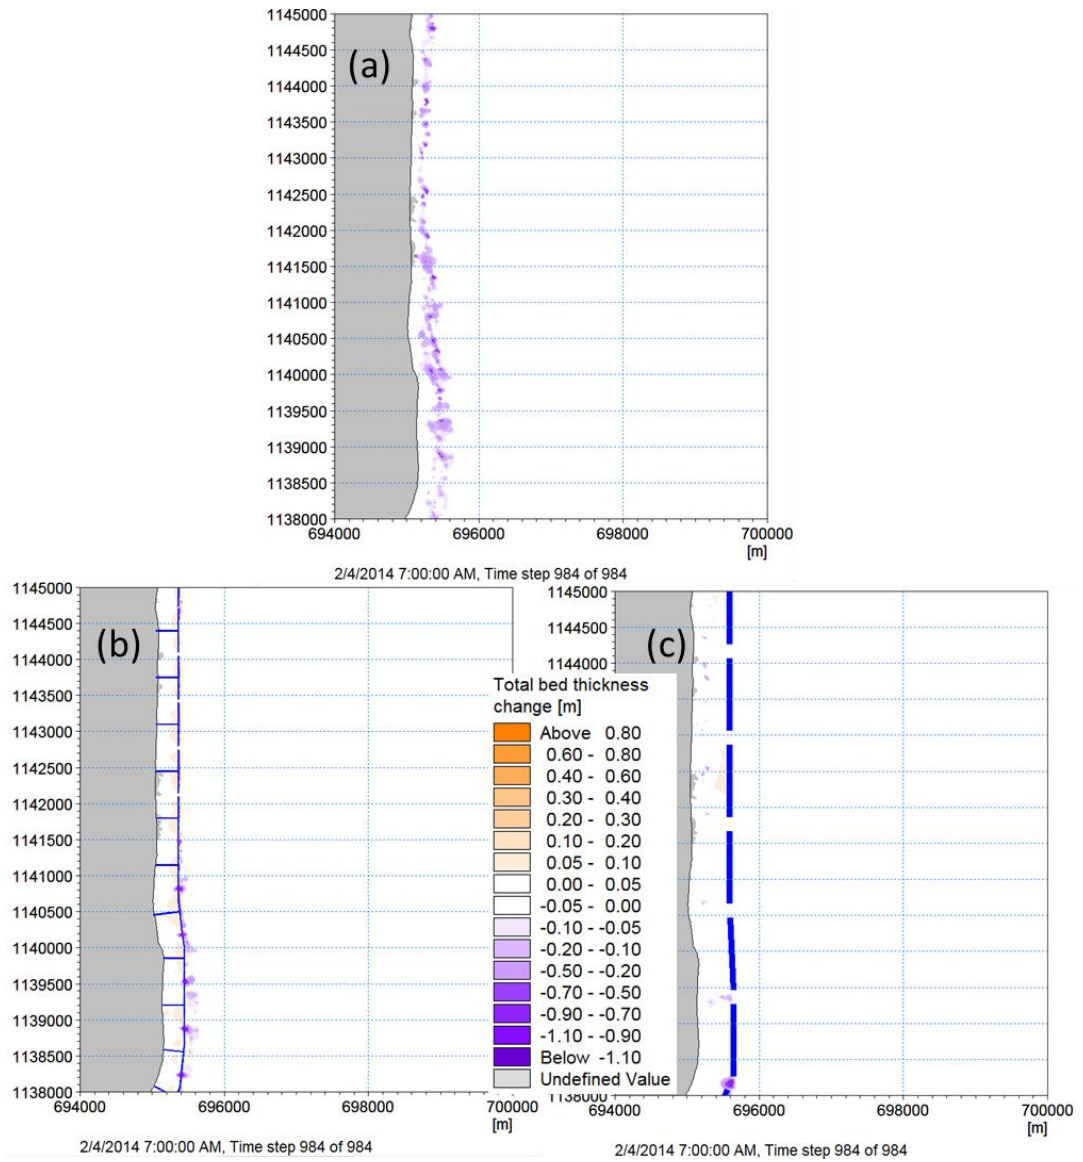 1145000
1144500
1144000
1143500
1143000
1142500
1142000
1141500
1141000
1140500
1140000
1139500
1139000
1138500
1138000
(a)
694000 696000 698000 700000
[m]
2/4/2014 7:00:00 AM, Time step 984 of 984
1145000
1144500
1144000
1143500
1143000
1142500
1142000
1141500
1141000
1140500
1140000
1139500
1139000
1138500
1138000
(b)
694000 696000 698000 700000
[m]
2/4/2014 7:00:00 AM, Time step 984 of 984
Total bed thickness
change [m]
Above 0.80
0.60 - 0.80
0.40 - 0.60
0.30 - 0.40
0.20 - 0.30
0.10 - 0.20
0.05 - 0.10
0.00 - 0.05
-0.05 - 0.00
-0.10 - -0.05
-0.20 - -0.10
-0.50 - -0.20
-0.70 - -0.50
-0.90 - -0.70
-1.10 - -0.90
Below -1.10
Undefined Value
1145000
1144500
1144000
1138000
(c)
694000 696000 698000 700000
[m]
2/4/2014 7:00:00 AM, Time step 984 of 984